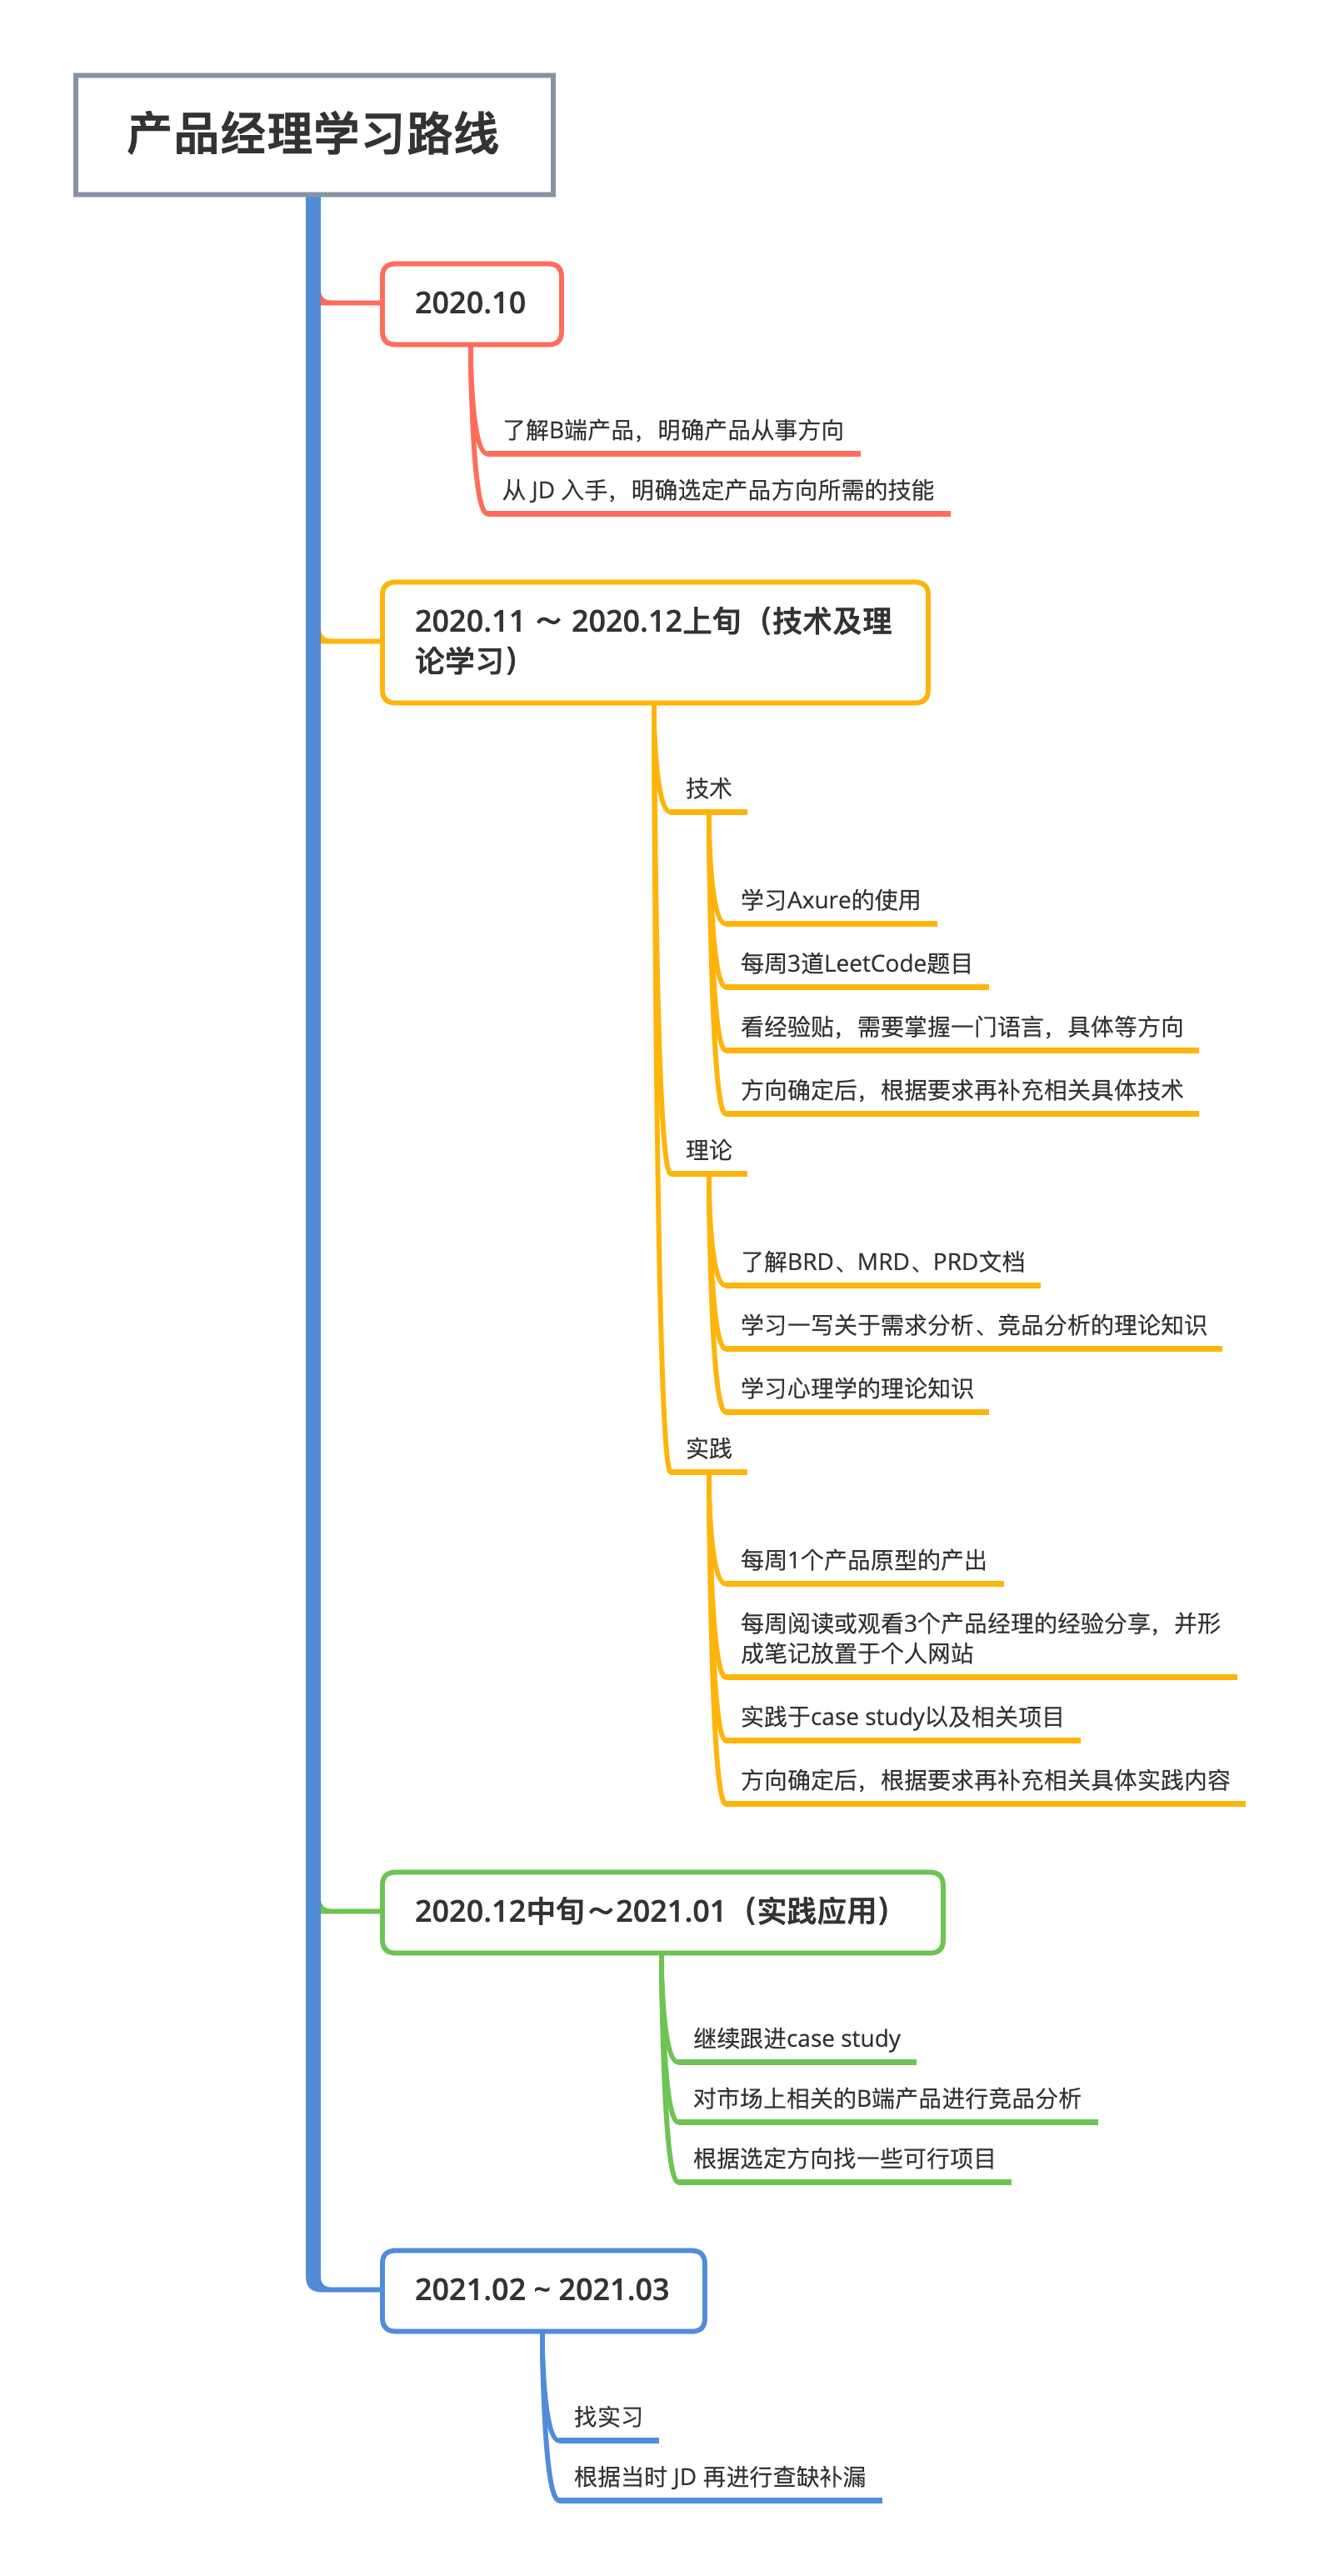 产品经理学习路线
2020.10
了解B端产品，明确产品从事方向
从 JD 入手，明确选定产品方向所需的技能
2020.11 ～ 2020.12上旬（技术及理
论学习）
技术
学习Axure的使用
每周3道LeetCode题目
看经验贴，需要掌握一门语言，具体等方向
方向确定后，根据要求再补充相关具体技术
理论
了解BRD、MRD、PRD文档
学习一写关于需求分析、竞品分析的理论知识
学习心理学的理论知识
实践
每周1个产品原型的产出
每周阅读或观看3个产品经理的经验分享，并形
成笔记放置于个人网站
实践于case study以及相关项目
方向确定后，根据要求再补充相关具体实践内容
2020.12中旬～2021.01（实践应用）
继续跟进case study
对市场上相关的B端产品进行竞品分析
根据选定方向找一些可行项目
2021.02 ~ 2021.03
找实习
根据当时 JD 再进行查缺补漏